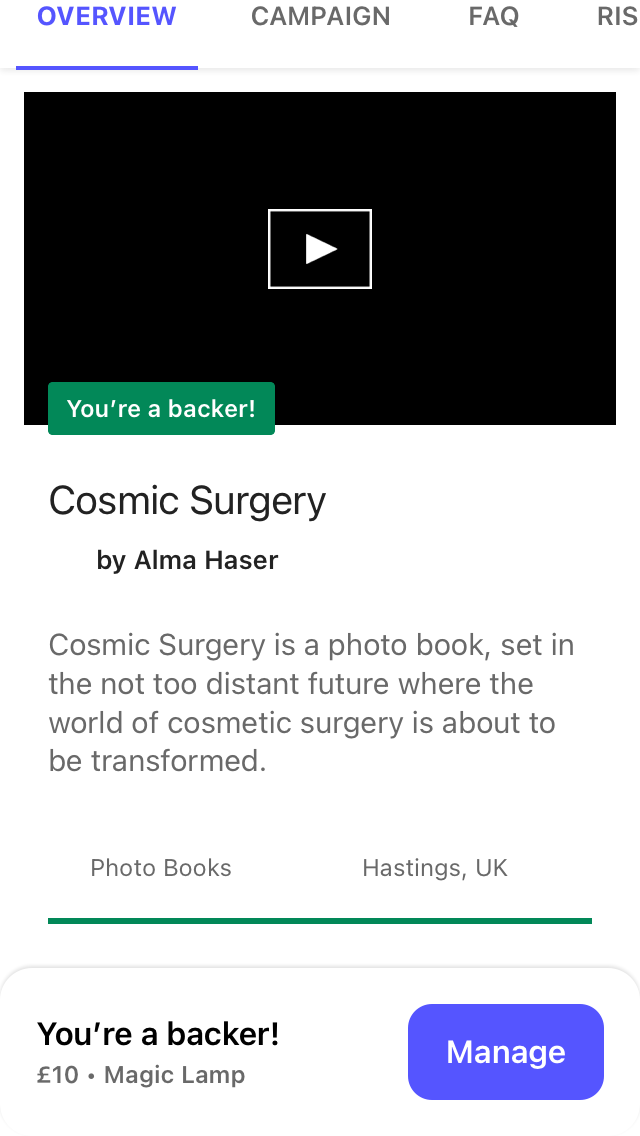 OVERVIEW CAMPAIGN FAQ RIS
You’re a backer!
Cosmic Surgery
by Alma Haser
Cosmic Surgery is a photo book, set in
the not too distant future where the
world of cosmetic surgery is about to
be transformed.
Photo Books Hastings, UK
You’re a backer!
£10 • Magic Lamp
Manage